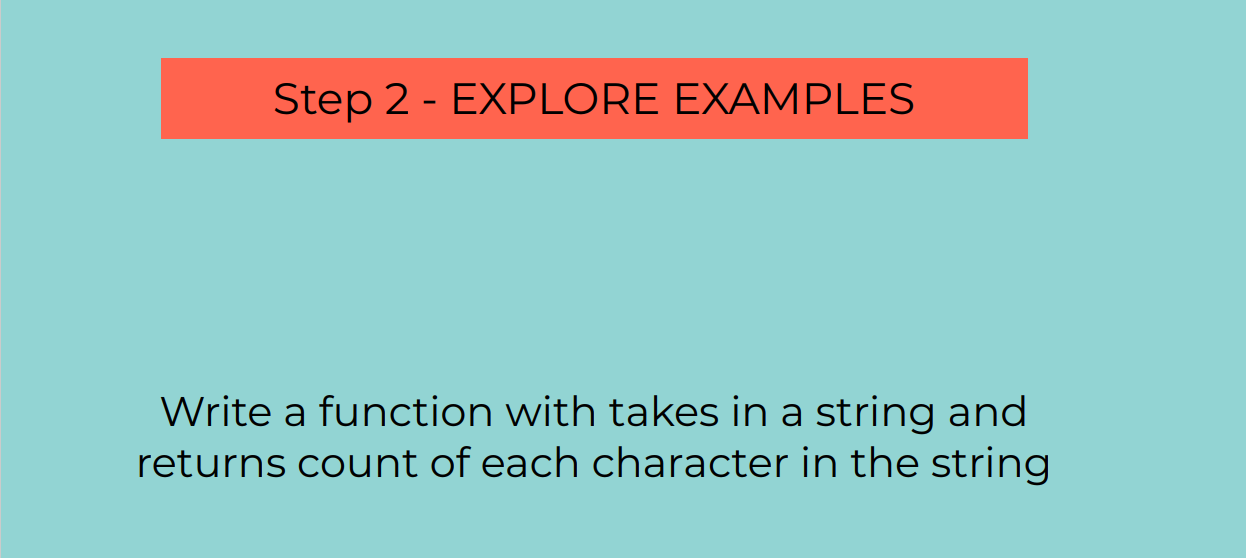 Step 2 - EXPLORE EXAMPLES
Write a function with takes in a string and
returns count of each character in the string